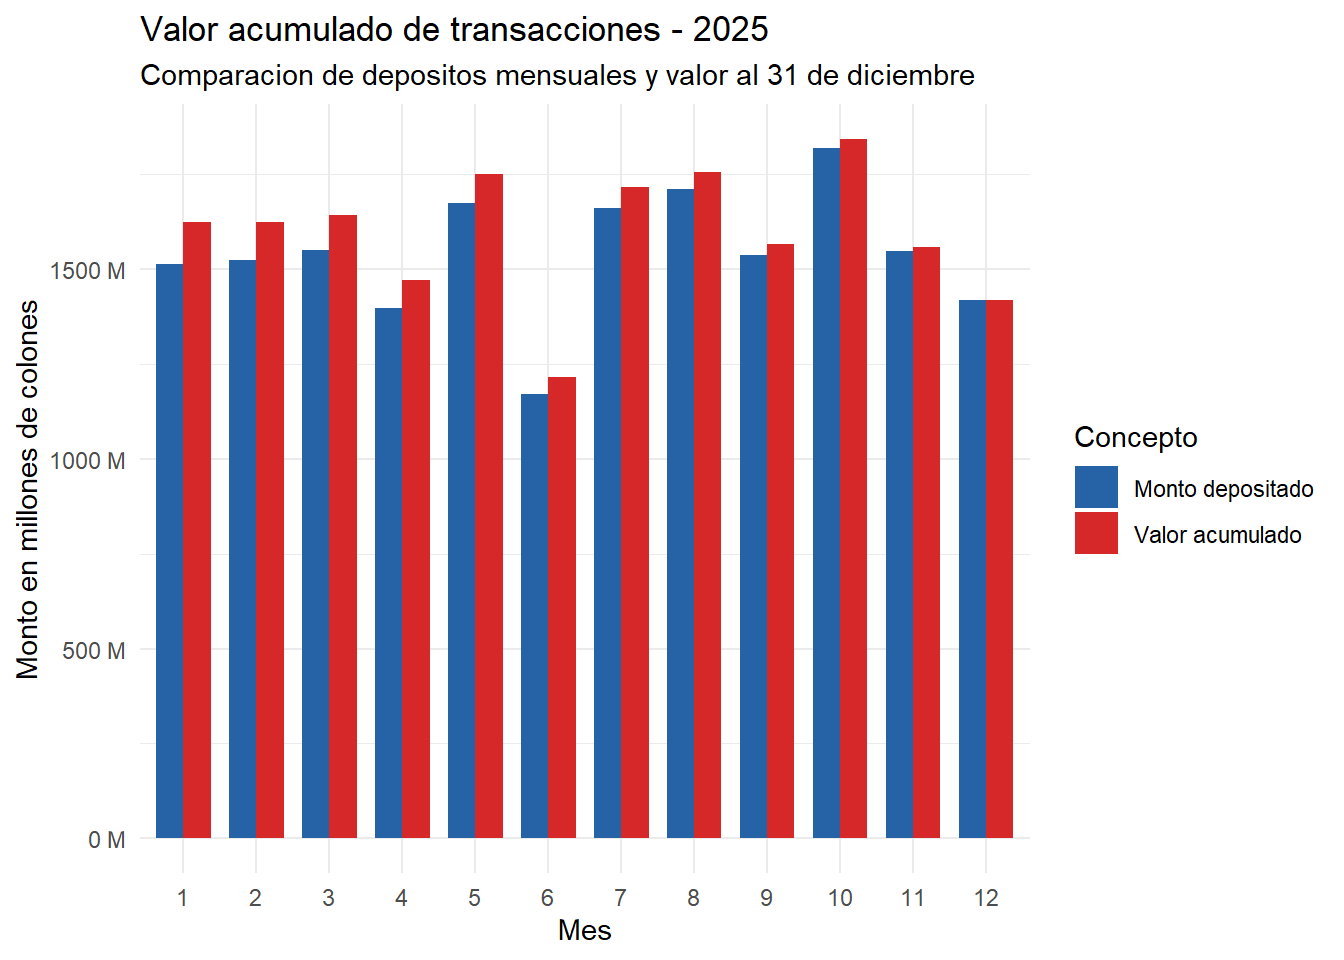 Valor acumulado de transacciones - 2025
Comparacion de depositos mensuales y valor al 31 de diciembre
Monto en millones de colones
1500 M
1000 M
500 M
0 M
1 2 3 4 5 6 7 8 9 10 11 12
Mes
Concepto
Monto depositado
Valor acumulado